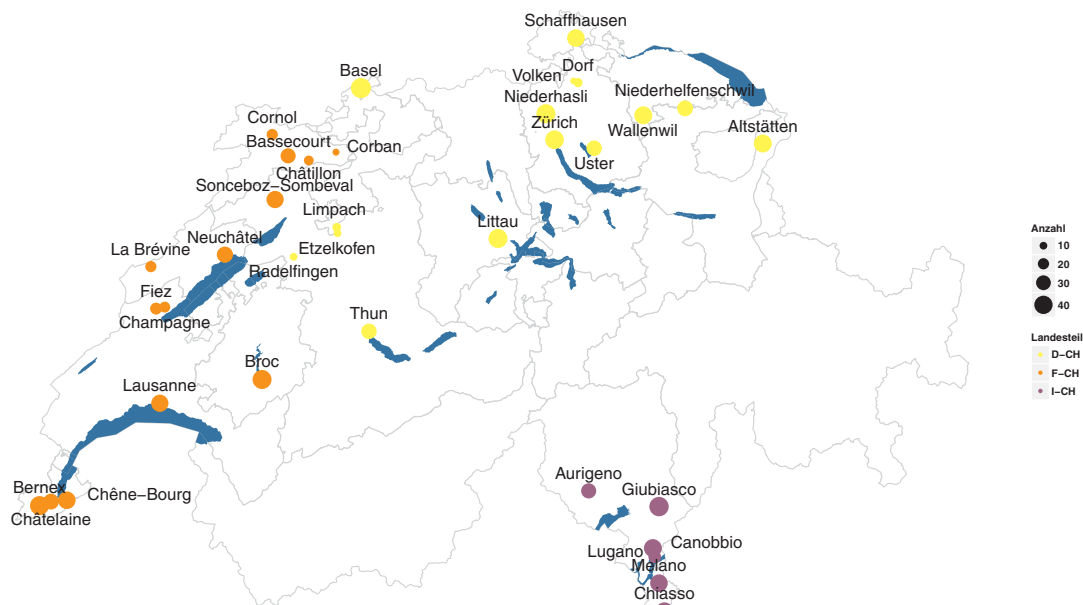 Schaffhausen
Dorf
Basel
Volken
Niederhasli
Niederhelfenschwil
Cornol
Zürich
Wallenwil
Altstätten
Bassecourt
Corban
Uster
Châtillon
Sonceboz−Sombeval
Limpach
Littau
Neuchâtel
La Brévine
Etzelkofen
Radelfingen
Fiez
Champagne
Thun
Broc
Lausanne
Aurigeno
Bernex
Chêne−Bourg
Giubiasco
Châtelaine
Lugano
Canobbio
Melano
Chiasso
Anzahl
10
20
30
40
Landesteil
D−CH
F−CH
I−CH